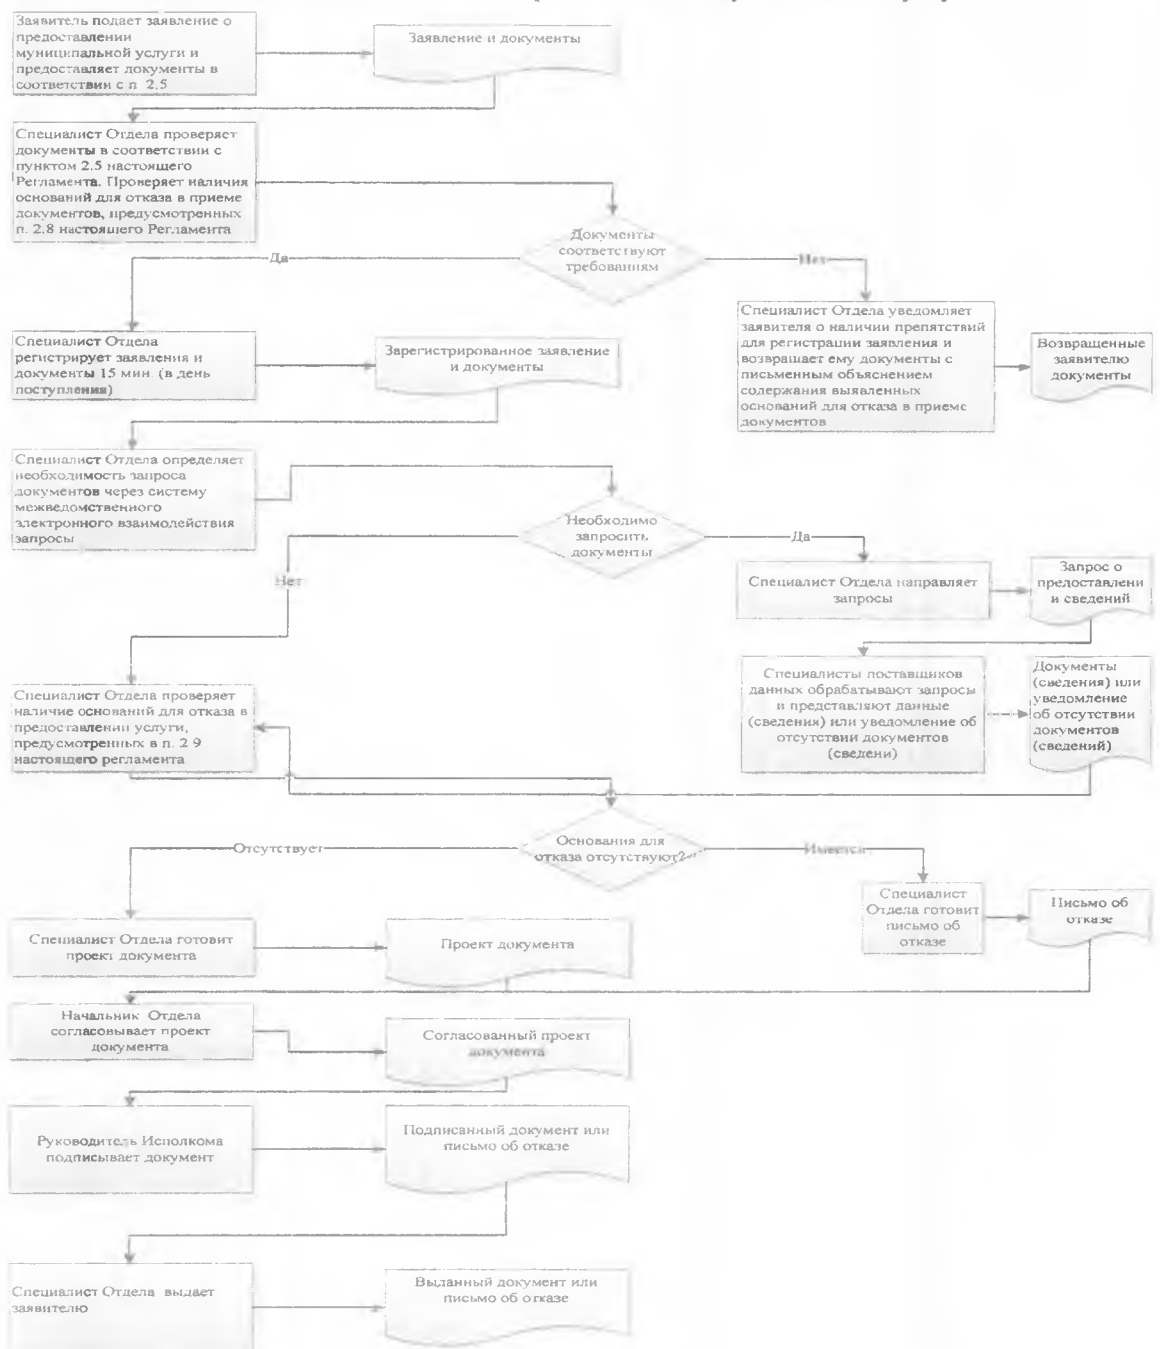 Заявитель подает заявление о
предоставлении
муниципальной услуги и
предоставляет документы в
соответствии с п 2.5
Заявление и документы
Специалист Отдела проверяет
документы в соответствии с
пунктом 2.5 настоящего
Регламента. Проверяет наличия
оснований для отказа в приеме
документов, предусмотренных
п. 2.8 настоящего Регламента
Документы
соответствуют
требованиям
Да
Нет
Специалист Отдела
регистрирует заявления и
документы 15 мин (в день
поступления)
Зарегистрированное заявление
и документы
Специалист Отдела уведомляет
заявителя о наличии препятствий
для регистрации заявления и
возвращает ему документы с
письменным объяснением
содержания выявленных
оснований для отказа в приеме
документов
Возвращенные
заявителю
документы
Специалист Отдела определяет
необходимость запроса
документов через систему
межведомственного
электронного взаимодействия
запросы
Необходимо
запросить
документы
Да
Нет
Специалист Отдела направляет
запросы
Запрос о
предоставлени
и сведений
Специалисты поставщиков
данных обрабатывают запросы
и представляют данные
(сведения) или уведомление об
отсутствии документов
(сведени)
Документы
(сведения) или
уведомление
об отсутствии
документов
(сведений)
Специалист Отдела проверяет
наличие оснований для отказа в
предоставлении услуги,
предусмотренных в п. 2 9
настоящего регламента
Основания для
отказа отсутствуют?
Отсутствует
Имеется
Специалист
Отдела готовит
письмо об
отказе
Письмо об
отказе
Специалист Отдела готовит
проект документа
Проект документа
Начальник Отдела
согласовывает проект
документа
Согласованный проект
документа
Руководитель Исполкома
подписывает документ
Подписанный документ или
письмо об отказе
Специалист Отдела выдает
заявителю
Выданный документ или
письмо об отказе